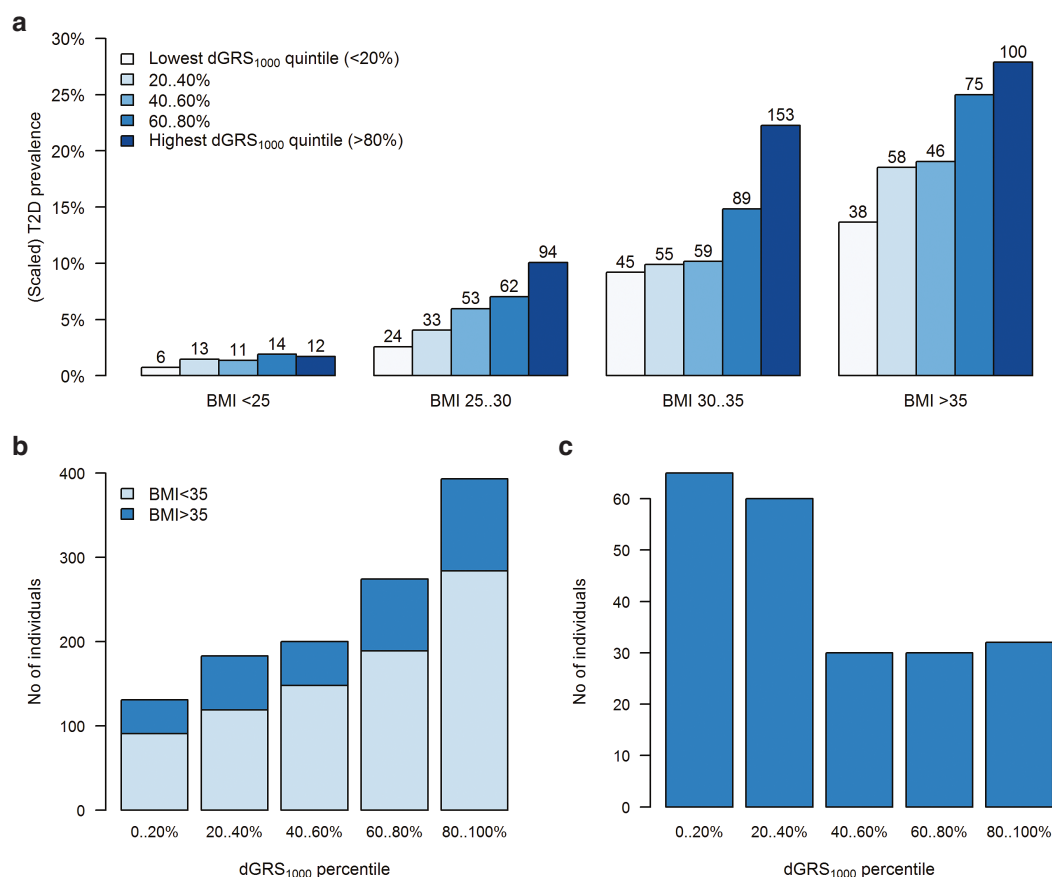 a
(Scaled) T2D prevalence
30%
25%
20%
15%
10%
5%
0%
Lowest dGRS1000 quintile (<20%)
20..40%
40..60%
60..80%
Highest dGRS1000 quintile (>80%)
6 13 11 14 12
24 33 53 62 94
45 55 59 89 153
38 58 46 75 100
BMI <25 BMI 25..30 BMI 30..35 BMI >35
b
No of individuals
400
300
200
100
0
BMI<35
BMI>35
0..20% 20..40% 40..60% 60..80% 80..100%
dGRS1000 percentile
c
No of individuals
60
50
40
30
20
10
0
0..20% 20..40% 40..60% 60..80% 80..100%
dGRS1000 percentile